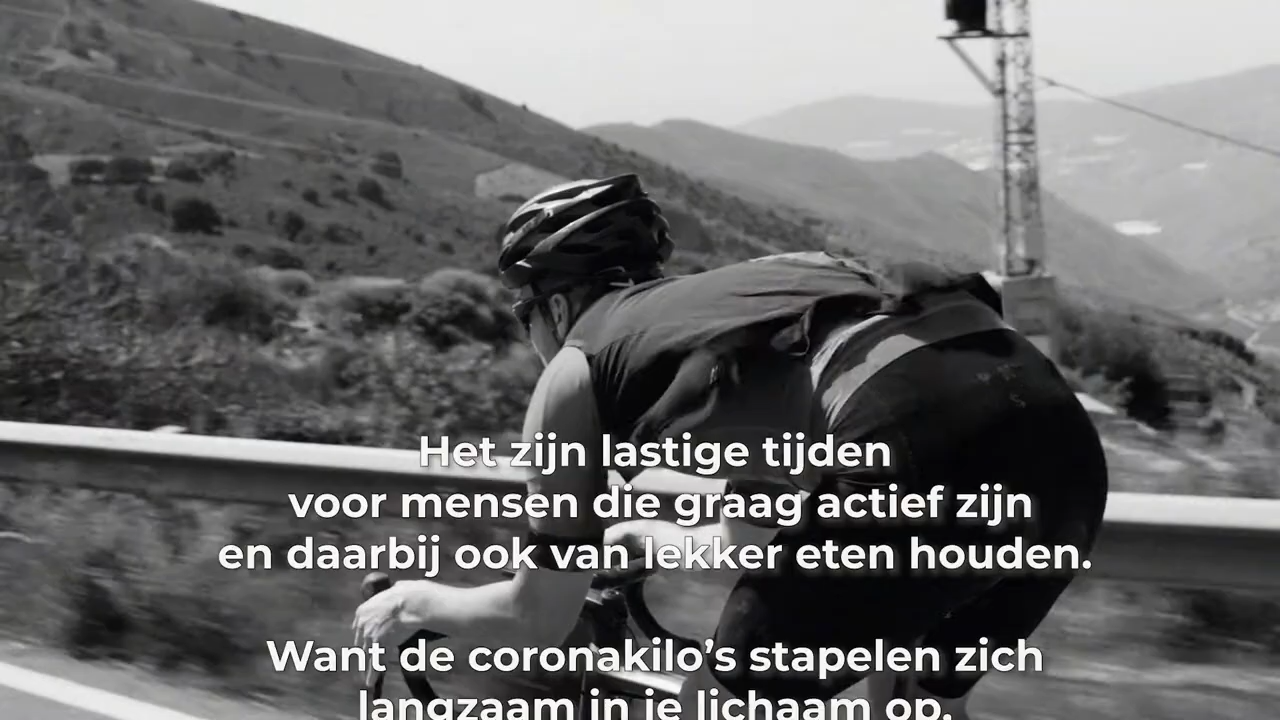 Het zijn lastige tijden
voor mensen die graag actief zijn
en daarbij ook van lekker eten houden.
Want de coronakilo’s stapelen zich
langzaam in je lichaam op.